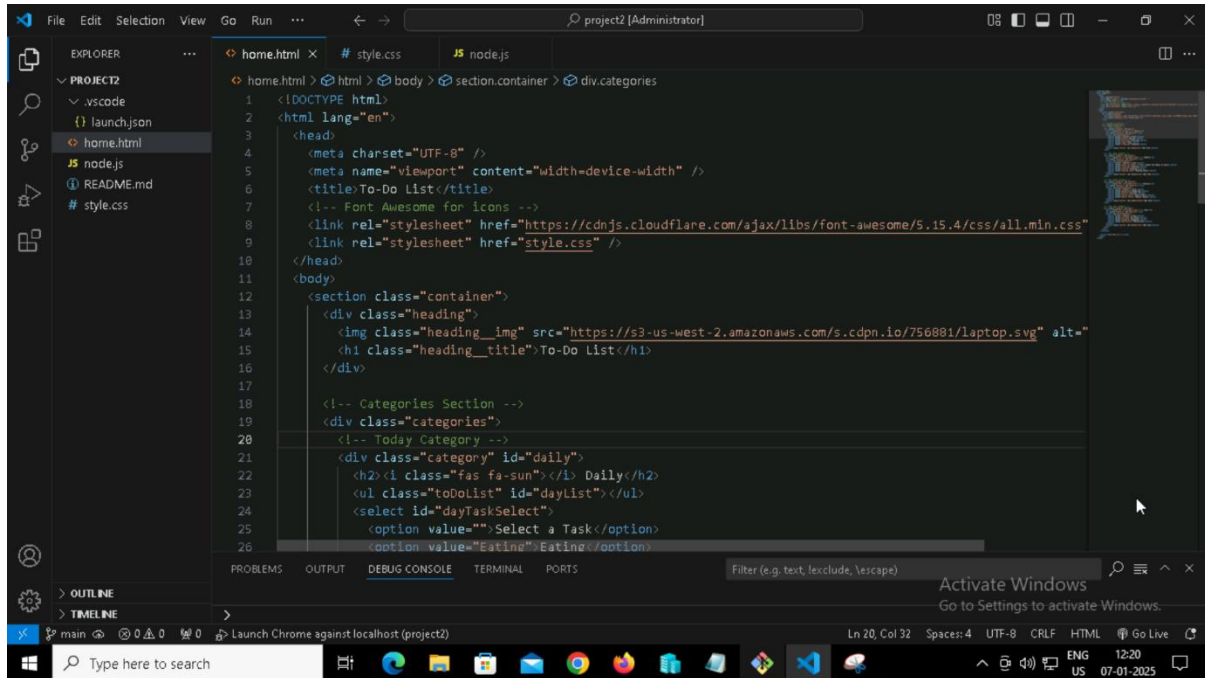 File Edit Selection View Go Run ··· project2 [Administrator]
EXPLORER ···
PROJECT2
.vscode
{} launch.json
<> home.html
JS node.js
README.md
# style.css
OUTLINE
TIMELINE
<> home.html × # style.css JS node.js ···
<> home.html > html > body > section.container > div.categories
1 <!DOCTYPE html>
2 <html lang="en">
3 <head>
4 <meta charset="UTF-8" />
5 <meta name="viewport" content="width=device-width" />
6 <title>To-Do List</title>
7 <!-- Font Awesome for icons -->
8 <link rel="stylesheet" href="https://cdnjs.cloudflare.com/ajax/libs/font-awesome/5.15.4/css/all.min.css"
9 <link rel="stylesheet" href="style.css" />
10 </head>
11 <body>
12 <section class="container">
13 <div class="heading">
14 <img class="heading__img" src="https://s3-us-west-2.amazonaws.com/s.cdpn.io/756881/laptop.svg" alt="
15 <h1 class="heading__title">To-Do List</h1>
16 </div>
17
18 <!-- Categories Section -->
19 <div class="categories">
20 <!-- Today Category -->
21 <div class="category" id="daily">
22 <h2><i class="fas fa-sun"></i> Daily</h2>
23 <ul class="toDoList" id="dayList"></ul>
24 <select id="dayTaskSelect">
25 <option value="">Select a Task</option>
26 <option value="Eating">Eating</option>
PROBLEMS OUTPUT DEBUG CONSOLE TERMINAL PORTS Filter (e.g. text, !exclude, \escape)
>
Activate Windows
Go to Settings to activate Windows.
main 0 0 0 Launch Chrome against localhost (project2) Ln 20, Col 32 Spaces: 4 UTF-8 CRLF HTML Go Live
Type here to search ENG 12:20
US 07-01-2025